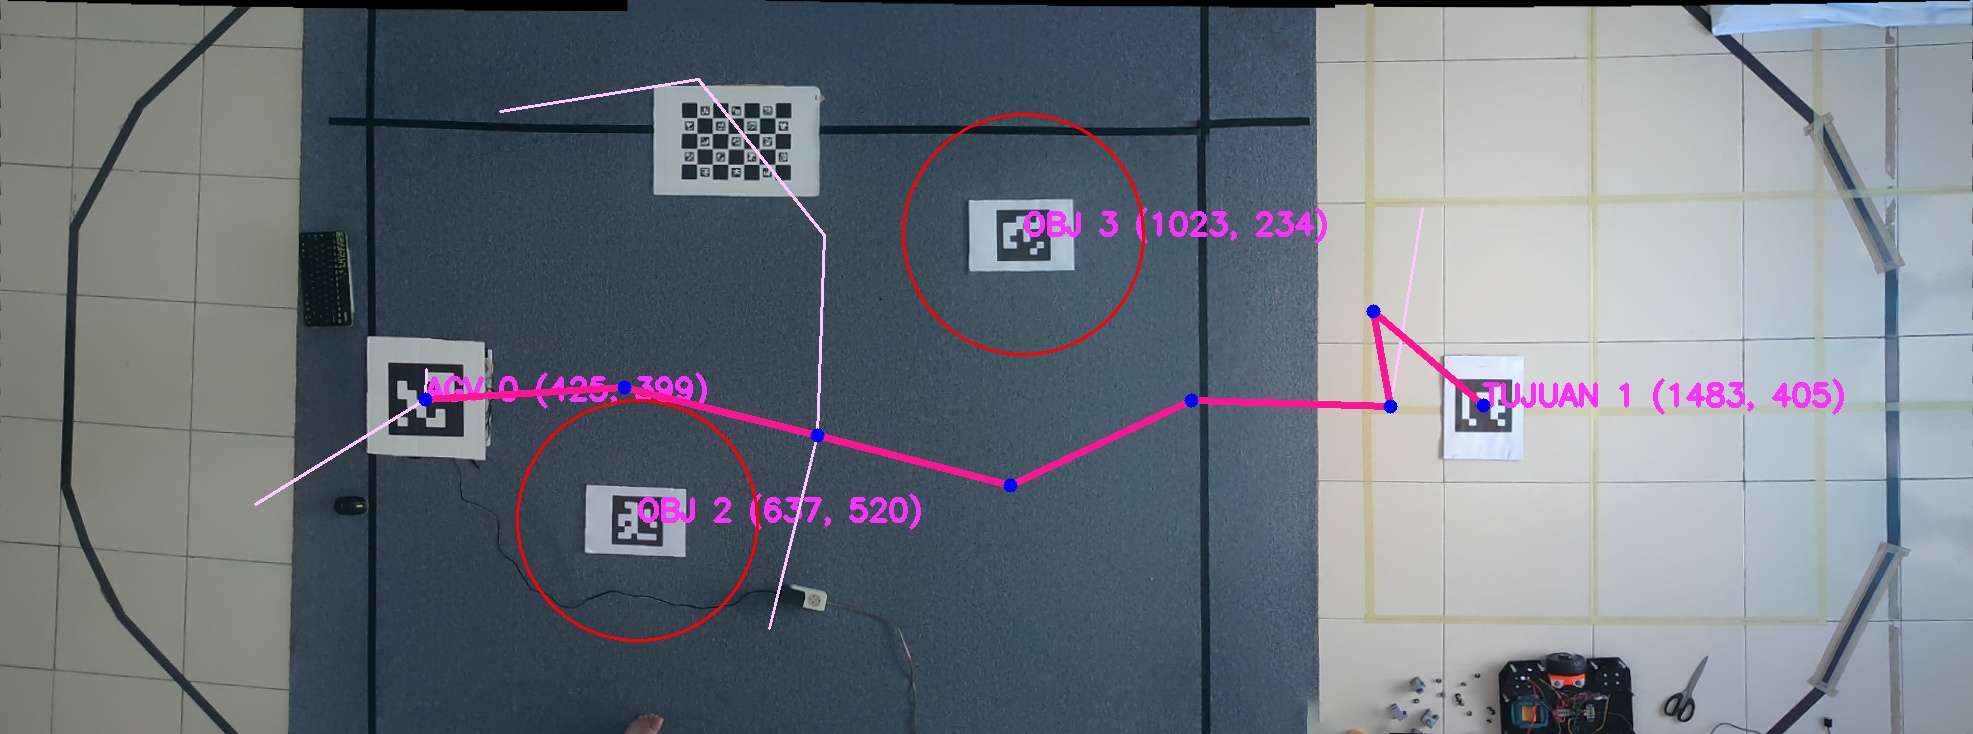 OBJ 3 (1023, 234)
AGV 0 (425, 399)
TUJUAN 1 (1483, 405)
OBJ 2 (637, 520)